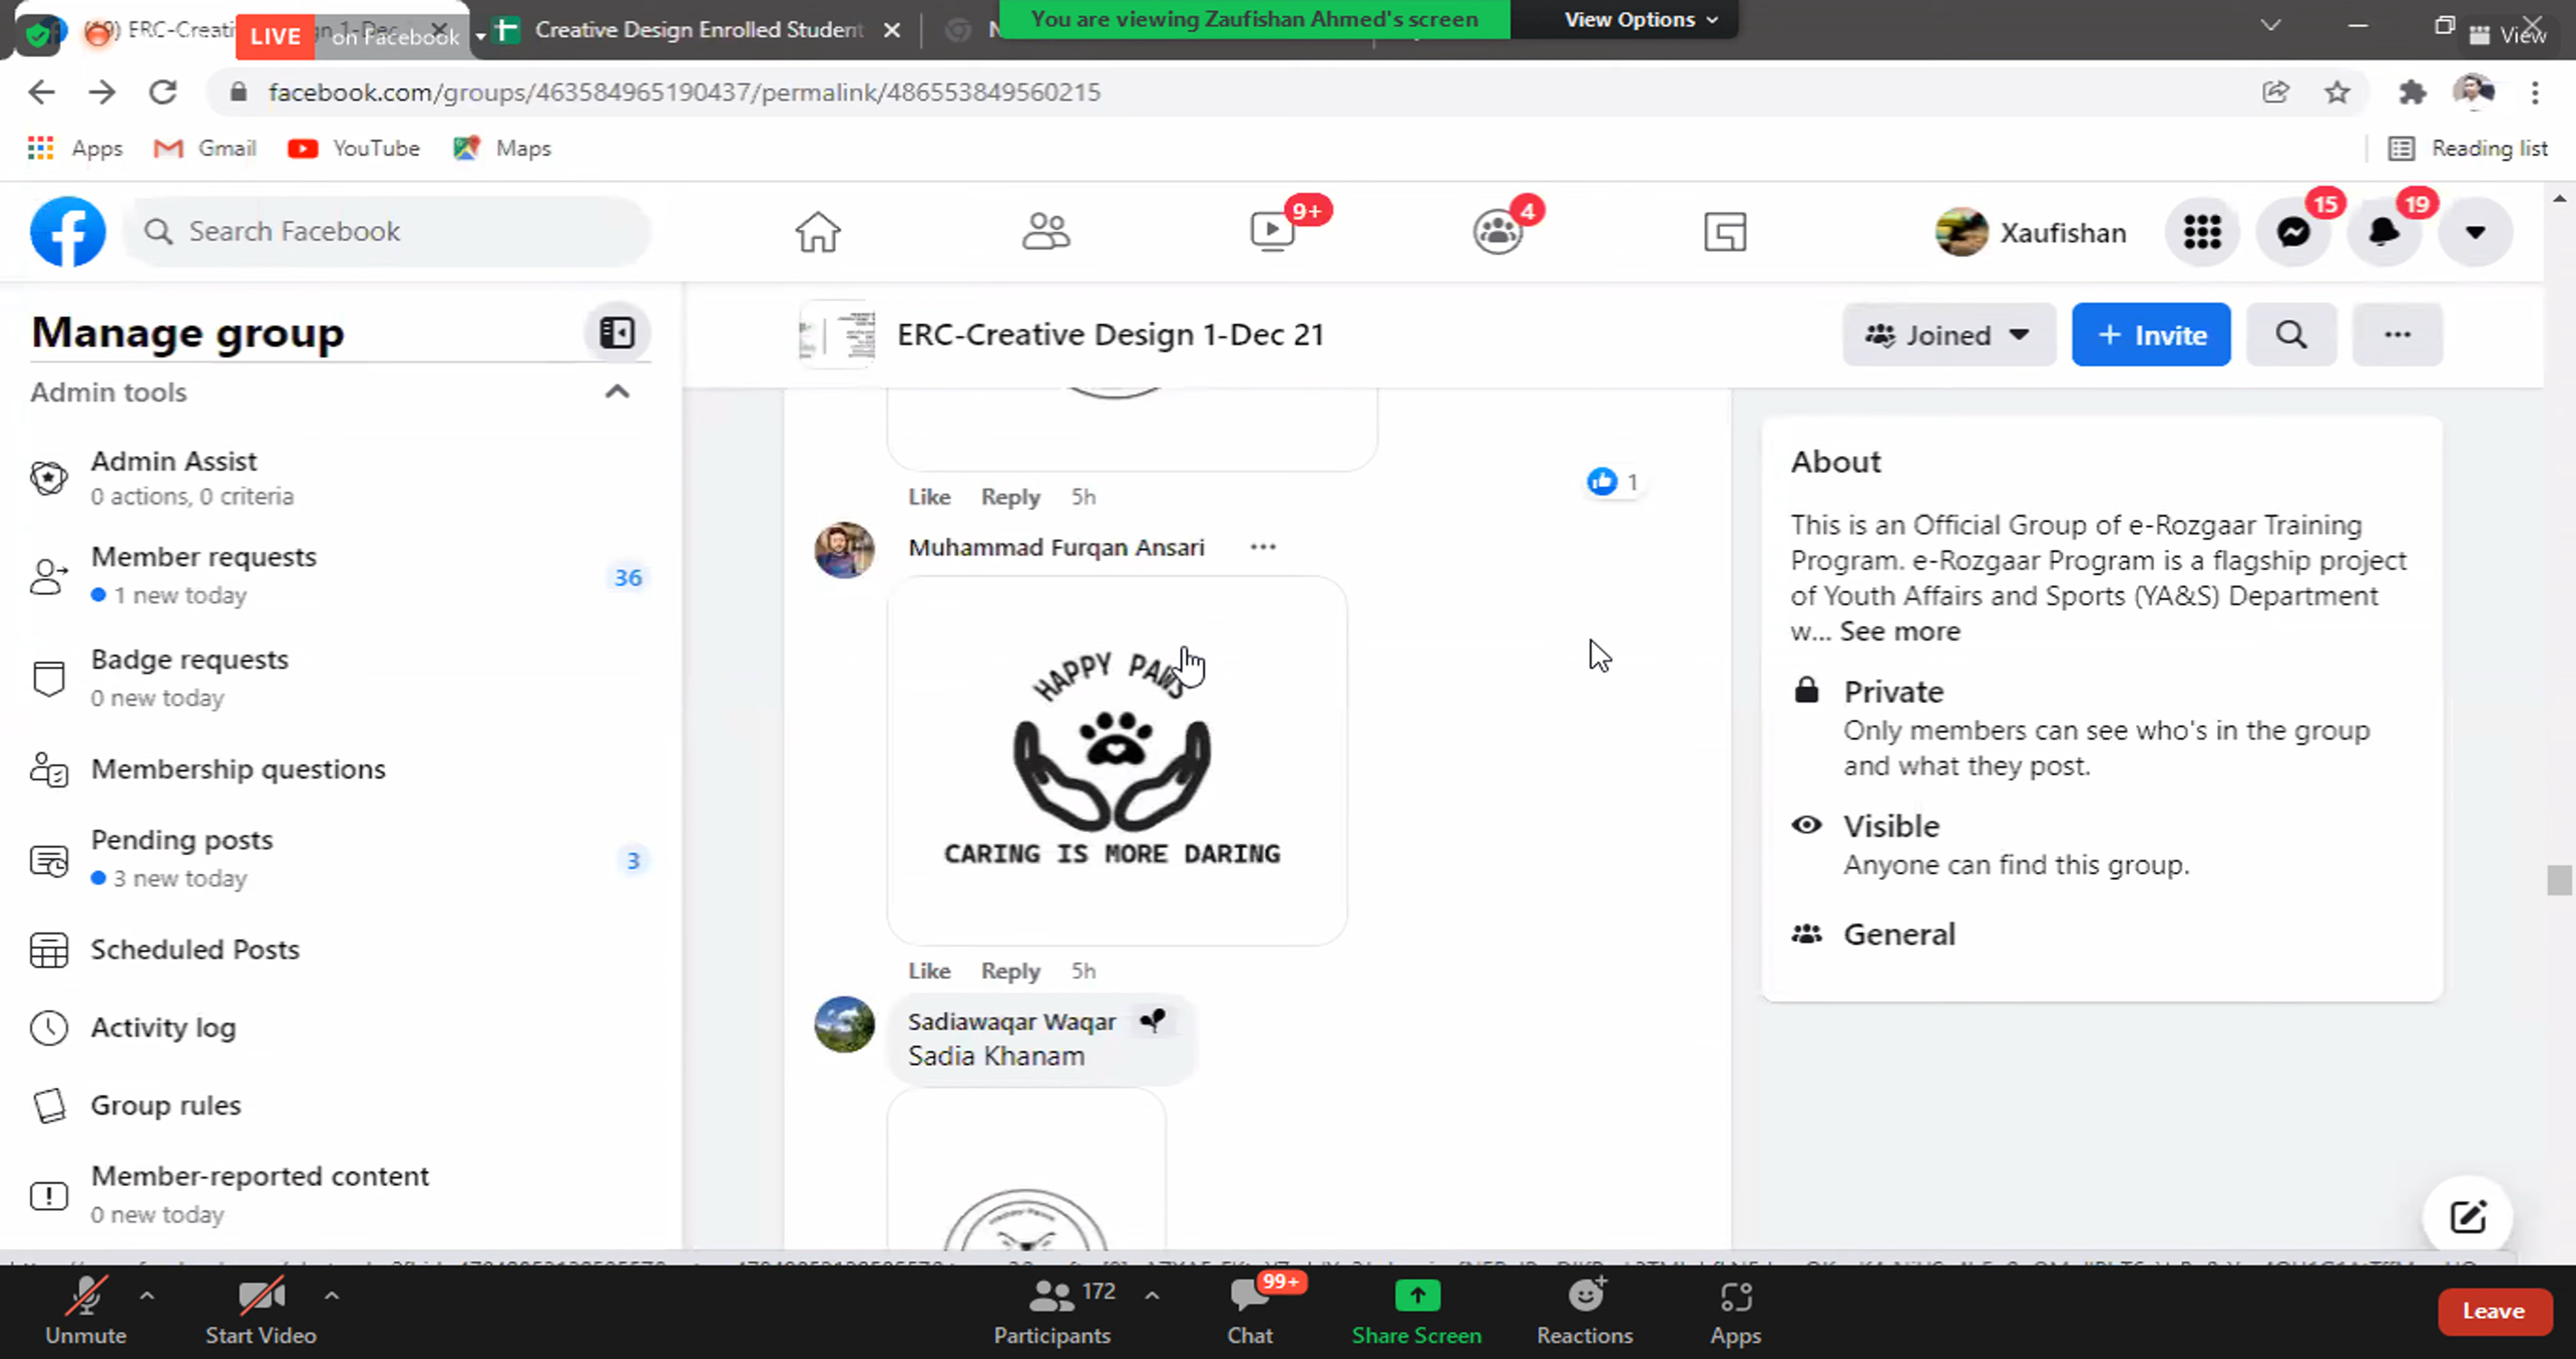 LIVE on Facebook
ERC-Creati
Creative Design Enrolled Student
You are viewing Zaufishan Ahmed's screen
View Options
View
facebook.com/groups/463584965190437/permalink/486553849560215
Apps
Gmail
YouTube
Maps
Reading list
Search Facebook
9+
4
Xaufishan
15
19
Manage group
ERC-Creative Design 1-Dec 21
Joined
+ Invite
Admin tools
Admin Assist
0 actions, 0 criteria
Member requests
1 new today
36
Badge requests
0 new today
Membership questions
Pending posts
3 new today
3
Scheduled Posts
Activity log
Group rules
Member-reported content
0 new today
Like Reply 5h
1
Muhammad Furqan Ansari
HAPPY PAWS
CARING IS MORE DARING
Like Reply 5h
Sadiawaqar Waqar
Sadia Khanam
About
This is an Official Group of e-Rozgaar Training
Program. e-Rozgaar Program is a flagship project
of Youth Affairs and Sports (YA&S) Department
w... See more
Private
Only members can see who's in the group
and what they post.
Visible
Anyone can find this group.
General
Unmute
Start Video
172
Participants
99+
Chat
Share Screen
Reactions
Apps
Leave